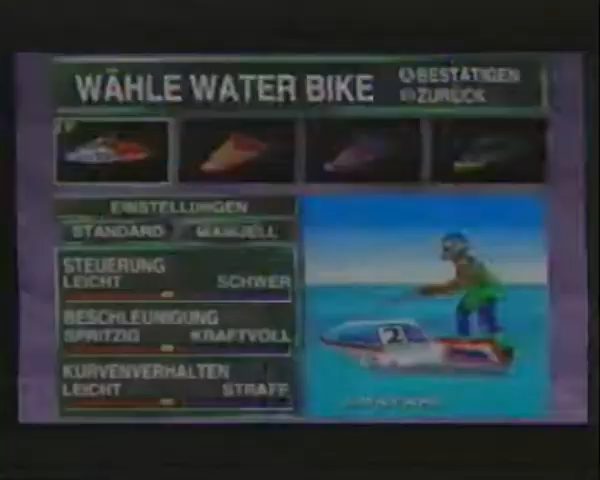 WÄHLE WATER BIKE
BESTÄTIGEN
ZURÜCK
EINSTELLUNGEN
STANDARD MANUELL
STEUERUNG
LEICHT SCHWER
BESCHLEUNIGUNG
SPRITZIG KRAFTVOLL
KURVENVERHALTEN
LEICHT STRAFF
2